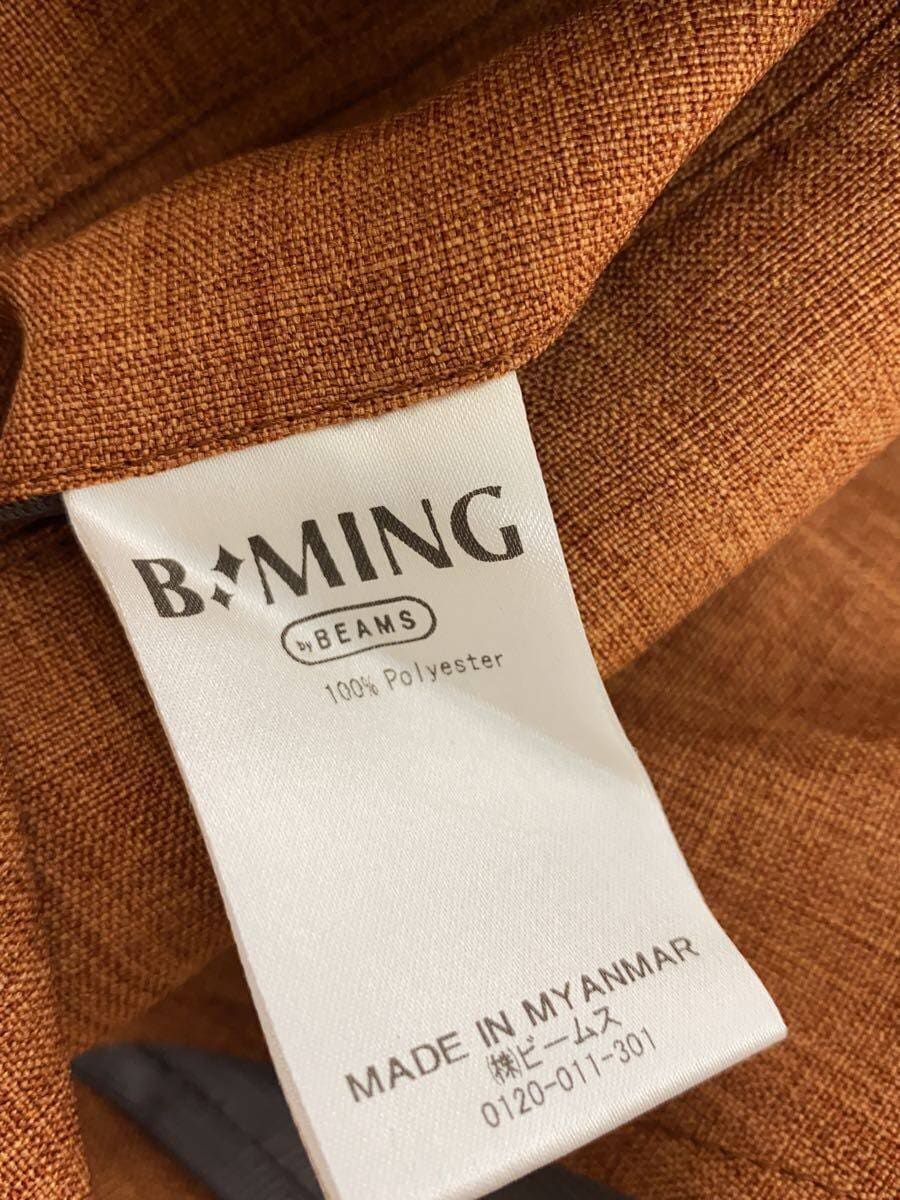 B:MING
by BEAMS
100% Polyester
MADE IN MYANMAR
㈱ビームス
0120-011-301